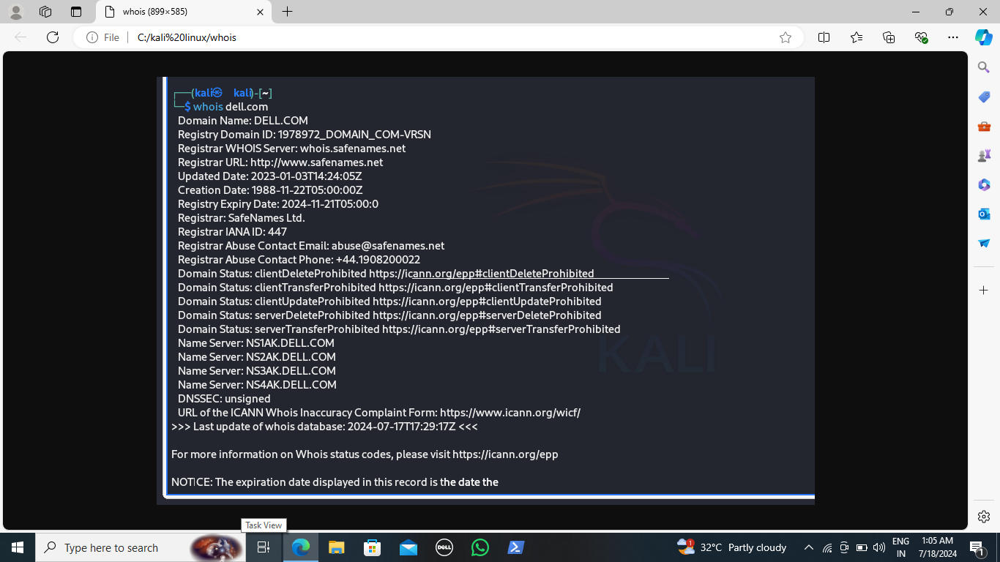 whois (899×585)
File
C:/kali%20linux/whois
(kali㉿ kali)-[~]
$ whois dell.com
Domain Name: DELL.COM
Registry Domain ID: 1978972_DOMAIN_COM-VRSN
Registrar WHOIS Server: whois.safenames.net
Registrar URL: http://www.safenames.net
Updated Date: 2023-01-03T14:24:05Z
Creation Date: 1988-11-22T05:00:00Z
Registry Expiry Date: 2024-11-21T05:00:0
Registrar: SafeNames Ltd.
Registrar IANA ID: 447
Registrar Abuse Contact Email: abuse@safenames.net
Registrar Abuse Contact Phone: +44.1908200022
Domain Status: clientDeleteProhibited https://icann.org/epp#clientDeleteProhibited
Domain Status: clientTransferProhibited https://icann.org/epp#clientTransferProhibited
Domain Status: clientUpdateProhibited https://icann.org/epp#clientUpdateProhibited
Domain Status: serverDeleteProhibited https://icann.org/epp#serverDeleteProhibited
Domain Status: serverTransferProhibited https://icann.org/epp#serverTransferProhibited
Name Server: NS1AK.DELL.COM
Name Server: NS2AK.DELL.COM
Name Server: NS3AK.DELL.COM
Name Server: NS4AK.DELL.COM
DNSSEC: unsigned
URL of the ICANN Whois Inaccuracy Complaint Form: https://www.icann.org/wicf/
>>> Last update of whois database: 2024-07-17T17:29:17Z <<<
For more information on Whois status codes, please visit https://icann.org/epp
NOTICE: The expiration date displayed in this record is the date the
KALI
Task View
Type here to search
DELL
1
32°C Partly cloudy
ENG
IN
1:05 AM
7/18/2024
1